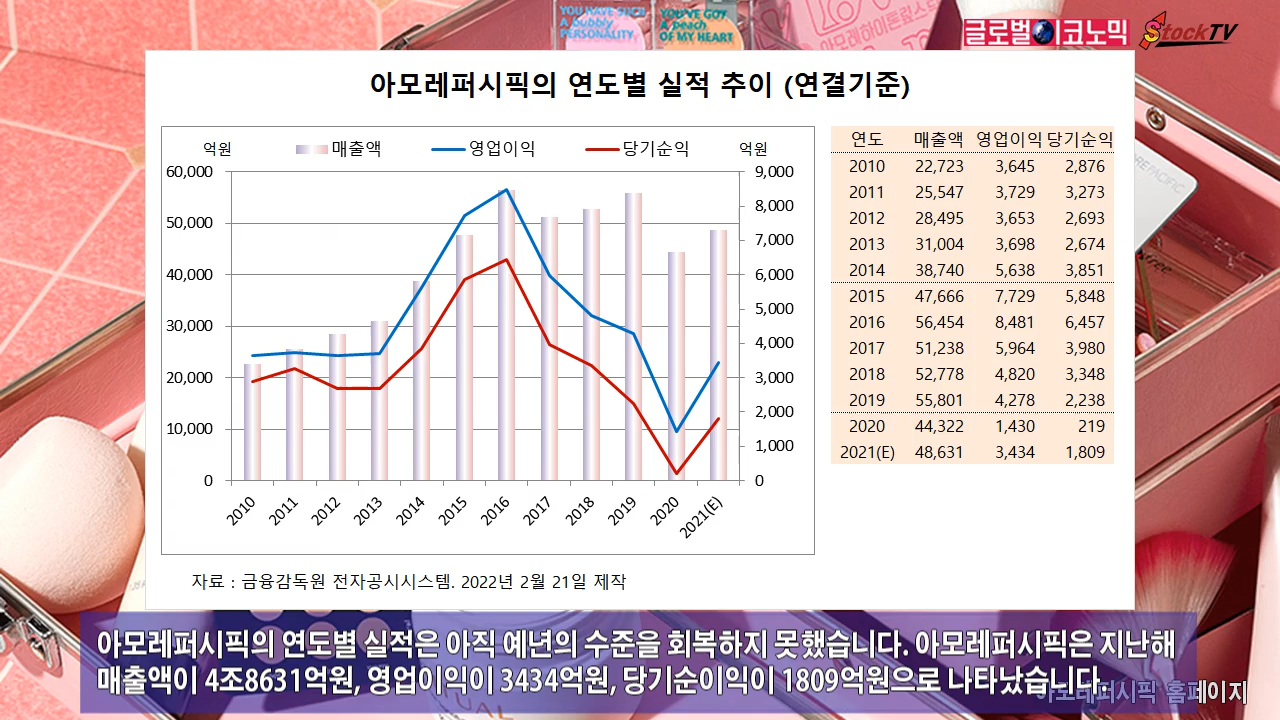 YOU HAVE SUCH
A bubbly
PERSONALITY
YOU'VE GOT
A peach
OF MY HEART
글로벌이코노믹
StockTV
아모레퍼시픽의 연도별 실적 추이 (연결기준)
억원 매출액 영업이익 당기순익 억원
60,000 9,000
8,000
50,000
7,000
40,000 6,000
5,000
30,000
4,000
20,000 3,000
2,000
10,000
1,000
0 0
2010 2011 2012 2013 2014 2015 2016 2017 2018 2019 2020 2021(E)
연도 매출액 영업이익 당기순익
2010 22,723 3,645 2,876
2011 25,547 3,729 3,273
2012 28,495 3,653 2,693
2013 31,004 3,698 2,674
2014 38,740 5,638 3,851
2015 47,666 7,729 5,848
2016 56,454 8,481 6,457
2017 51,238 5,964 3,980
2018 52,778 4,820 3,348
2019 55,801 4,278 2,238
2020 44,322 1,430 219
2021(E) 48,631 3,434 1,809
자료 : 금융감독원 전자공시시스템. 2022년 2월 21일 제작
아모레퍼시픽의 연도별 실적은 아직 예년의 수준을 회복하지 못했습니다. 아모레퍼시픽은 지난해
매출액이 4조8631억원, 영업이익이 3434억원, 당기순이익이 1809억원으로 나타났습니다.
아모레퍼시픽 홈페이지